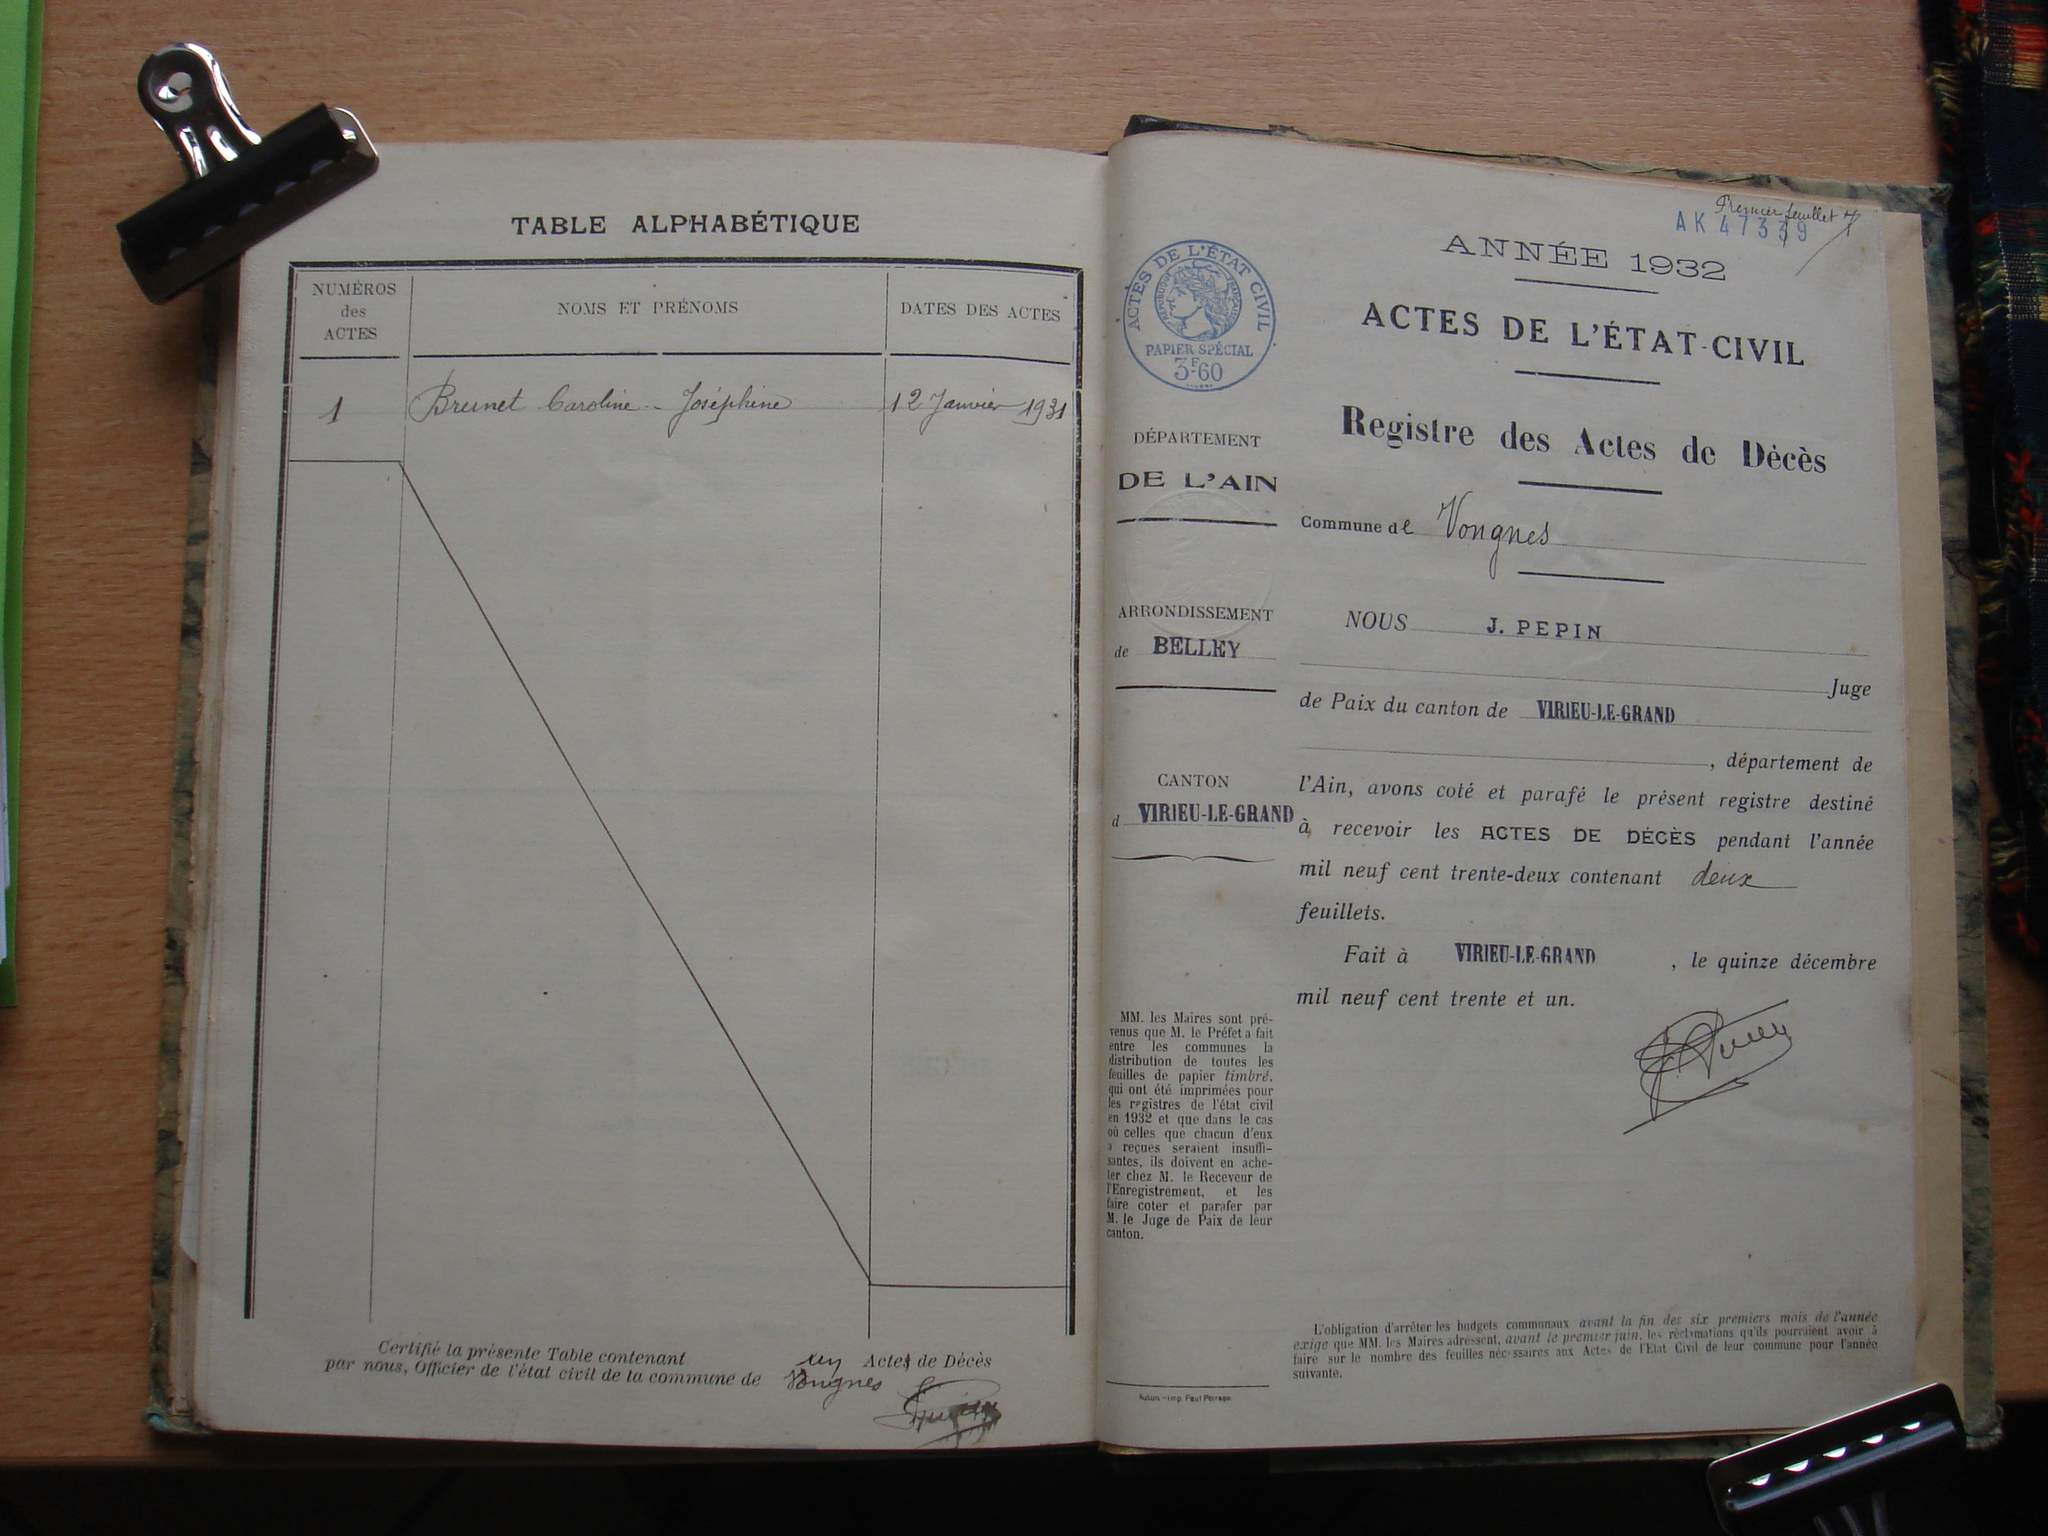 TABLE ALPHABÉTIQUE
NUMÉROS
des
ACTES
NOMS ET PRÉNOMS
DATES DES ACTES
1 Brunet Caroline - Joséphine 12 Janvier 1931
Certifié la présente Table contenant un Actes de Décès
par nous, Officier de l'état civil de la commune de Vongnes
Premier feuillet
AK 47339
ANNÉE 1932
ACTES DE L'ÉTAT-CIVIL
Registre des Actes de Décès
Commune de Vongnes
NOUS J. PEPIN
Juge
de Paix du canton de VIRIEU-LE-GRAND
, département de
l'Ain, avons coté et parafé le présent registre destiné
à recevoir les ACTES DE DÉCÈS pendant l'année
mil neuf cent trente-deux contenant deux
feuillets.
Fait à VIRIEU-LE-GRAND , le quinze décembre
mil neuf cent trente et un.
L'obligation d'arrêter les budgets communaux avant la fin des six premiers mois de l'année
exige que MM. les Maires adressent, avant le premier juin, les réclamations qu'ils pourraient avoir à
faire sur le nombre des feuilles nécessaires aux Actes de l'Etat Civil de leur commune pour l'année
suivante.
ACTES DE L'ÉTAT CIVIL
RÉPUBLIQUE FRANÇAISE
PAPIER SPÉCIAL
3F60
DÉPARTEMENT
DE L'AIN
ARRONDISSEMENT
de BELLEY
CANTON
d VIRIEU-LE-GRAND
MM. les Maires sont pré-
venus que M. le Préfet a fait
entre les communes la
distribution de toutes les
feuilles de papier timbré,
qui ont été imprimées pour
les registres de l'état civil
en 1932 et que dans le cas
où celles que chacun d'eux
a reçues seraient insuffi-
santes, ils doivent en ache-
ter chez M. le Receveur de
l'Enregistrement, et les
faire coter et parafer par
M. le Juge de Paix de leur
canton.
Autun. - Imp. Paul Poirson